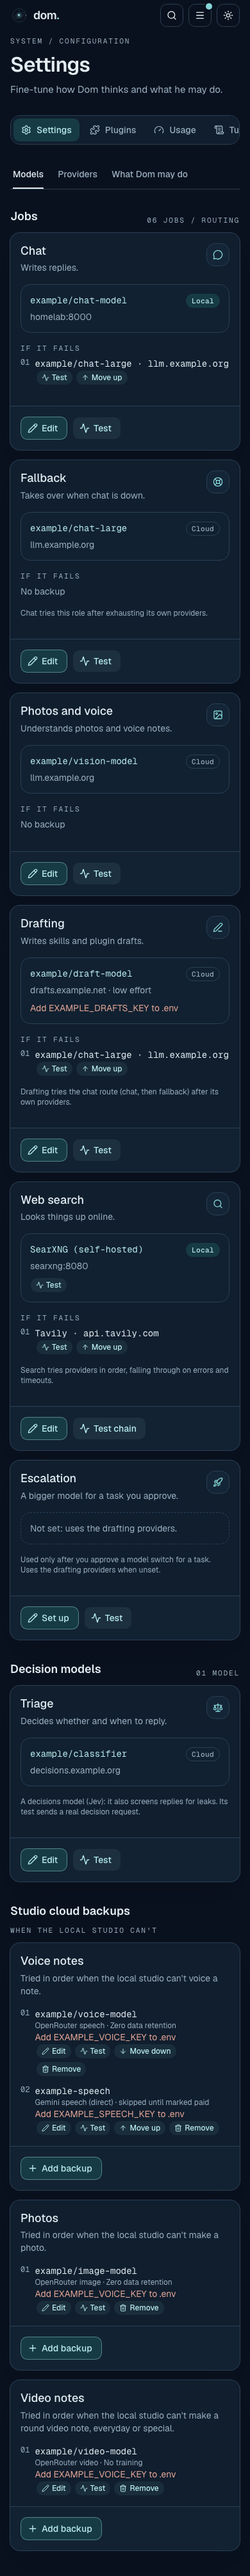 dom.
SYSTEM / CONFIGURATION
Settings
Fine-tune how Dom thinks and what he may do.
Settings Plugins Usage Tu
Models Providers What Dom may do
Jobs 06 JOBS / ROUTING
Chat
Writes replies.
example/chat-model Local
homelab:8000
IF IT FAILS
01 example/chat-large · llm.example.org
Test Move up
Edit Test
Fallback
Takes over when chat is down.
example/chat-large Cloud
llm.example.org
IF IT FAILS
No backup
Chat tries this role after exhausting its own providers.
Edit Test
Photos and voice
Understands photos and voice notes.
example/vision-model Cloud
llm.example.org
IF IT FAILS
No backup
Edit Test
Drafting
Writes skills and plugin drafts.
example/draft-model Cloud
drafts.example.net · low effort
Add EXAMPLE_DRAFTS_KEY to .env
IF IT FAILS
01 example/chat-large · llm.example.org
Test Move up
Drafting tries the chat route (chat, then fallback) after its
own providers.
Edit Test
Web search
Looks things up online.
SearXNG (self-hosted) Local
searxng:8080
Test
IF IT FAILS
01 Tavily · api.tavily.com
Test Move up
Search tries providers in order, falling through on errors and
timeouts.
Edit Test chain
Escalation
A bigger model for a task you approve.
Not set: uses the drafting providers.
Used only after you approve a model switch for a task.
Uses the drafting providers when unset.
Set up Test
Decision models 01 MODEL
Triage
Decides whether and when to reply.
example/classifier Cloud
decisions.example.org
A decisions model (Jev): it also screens replies for leaks. Its
test sends a real decision request.
Edit Test
Studio cloud backups
WHEN THE LOCAL STUDIO CAN'T
Voice notes
Tried in order when the local studio can't voice a
note.
01 example/voice-model
OpenRouter speech · Zero data retention
Add EXAMPLE_VOICE_KEY to .env
Edit Test Move down
Remove
02 example-speech
Gemini speech (direct) · skipped until marked paid
Add EXAMPLE_SPEECH_KEY to .env
Edit Test Move up Remove
Add backup
Photos
Tried in order when the local studio can't make a
photo.
01 example/image-model
OpenRouter image · Zero data retention
Add EXAMPLE_VOICE_KEY to .env
Edit Test Remove
Add backup
Video notes
Tried in order when the local studio can't make a
round video note, everyday or special.
01 example/video-model
OpenRouter video · No training
Add EXAMPLE_VOICE_KEY to .env
Edit Test Remove
Add backup